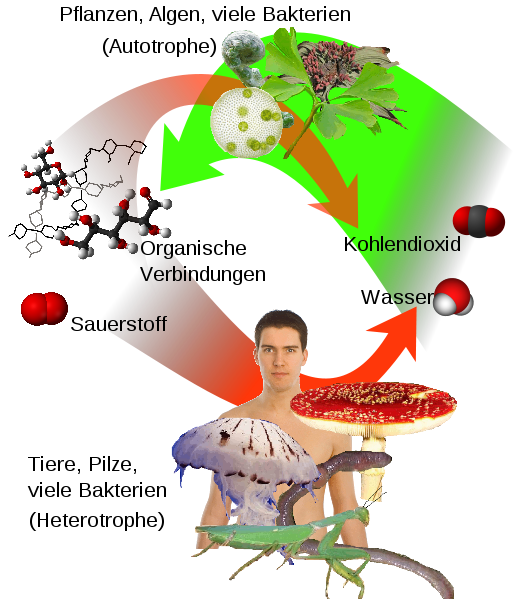 Pflanzen, Algen, viele Bakterien
(Autotrophe)
Organische
Verbindungen
Kohlendioxid
Wasser
Sauerstoff
Tiere, Pilze,
viele Bakterien
(Heterotrophe)